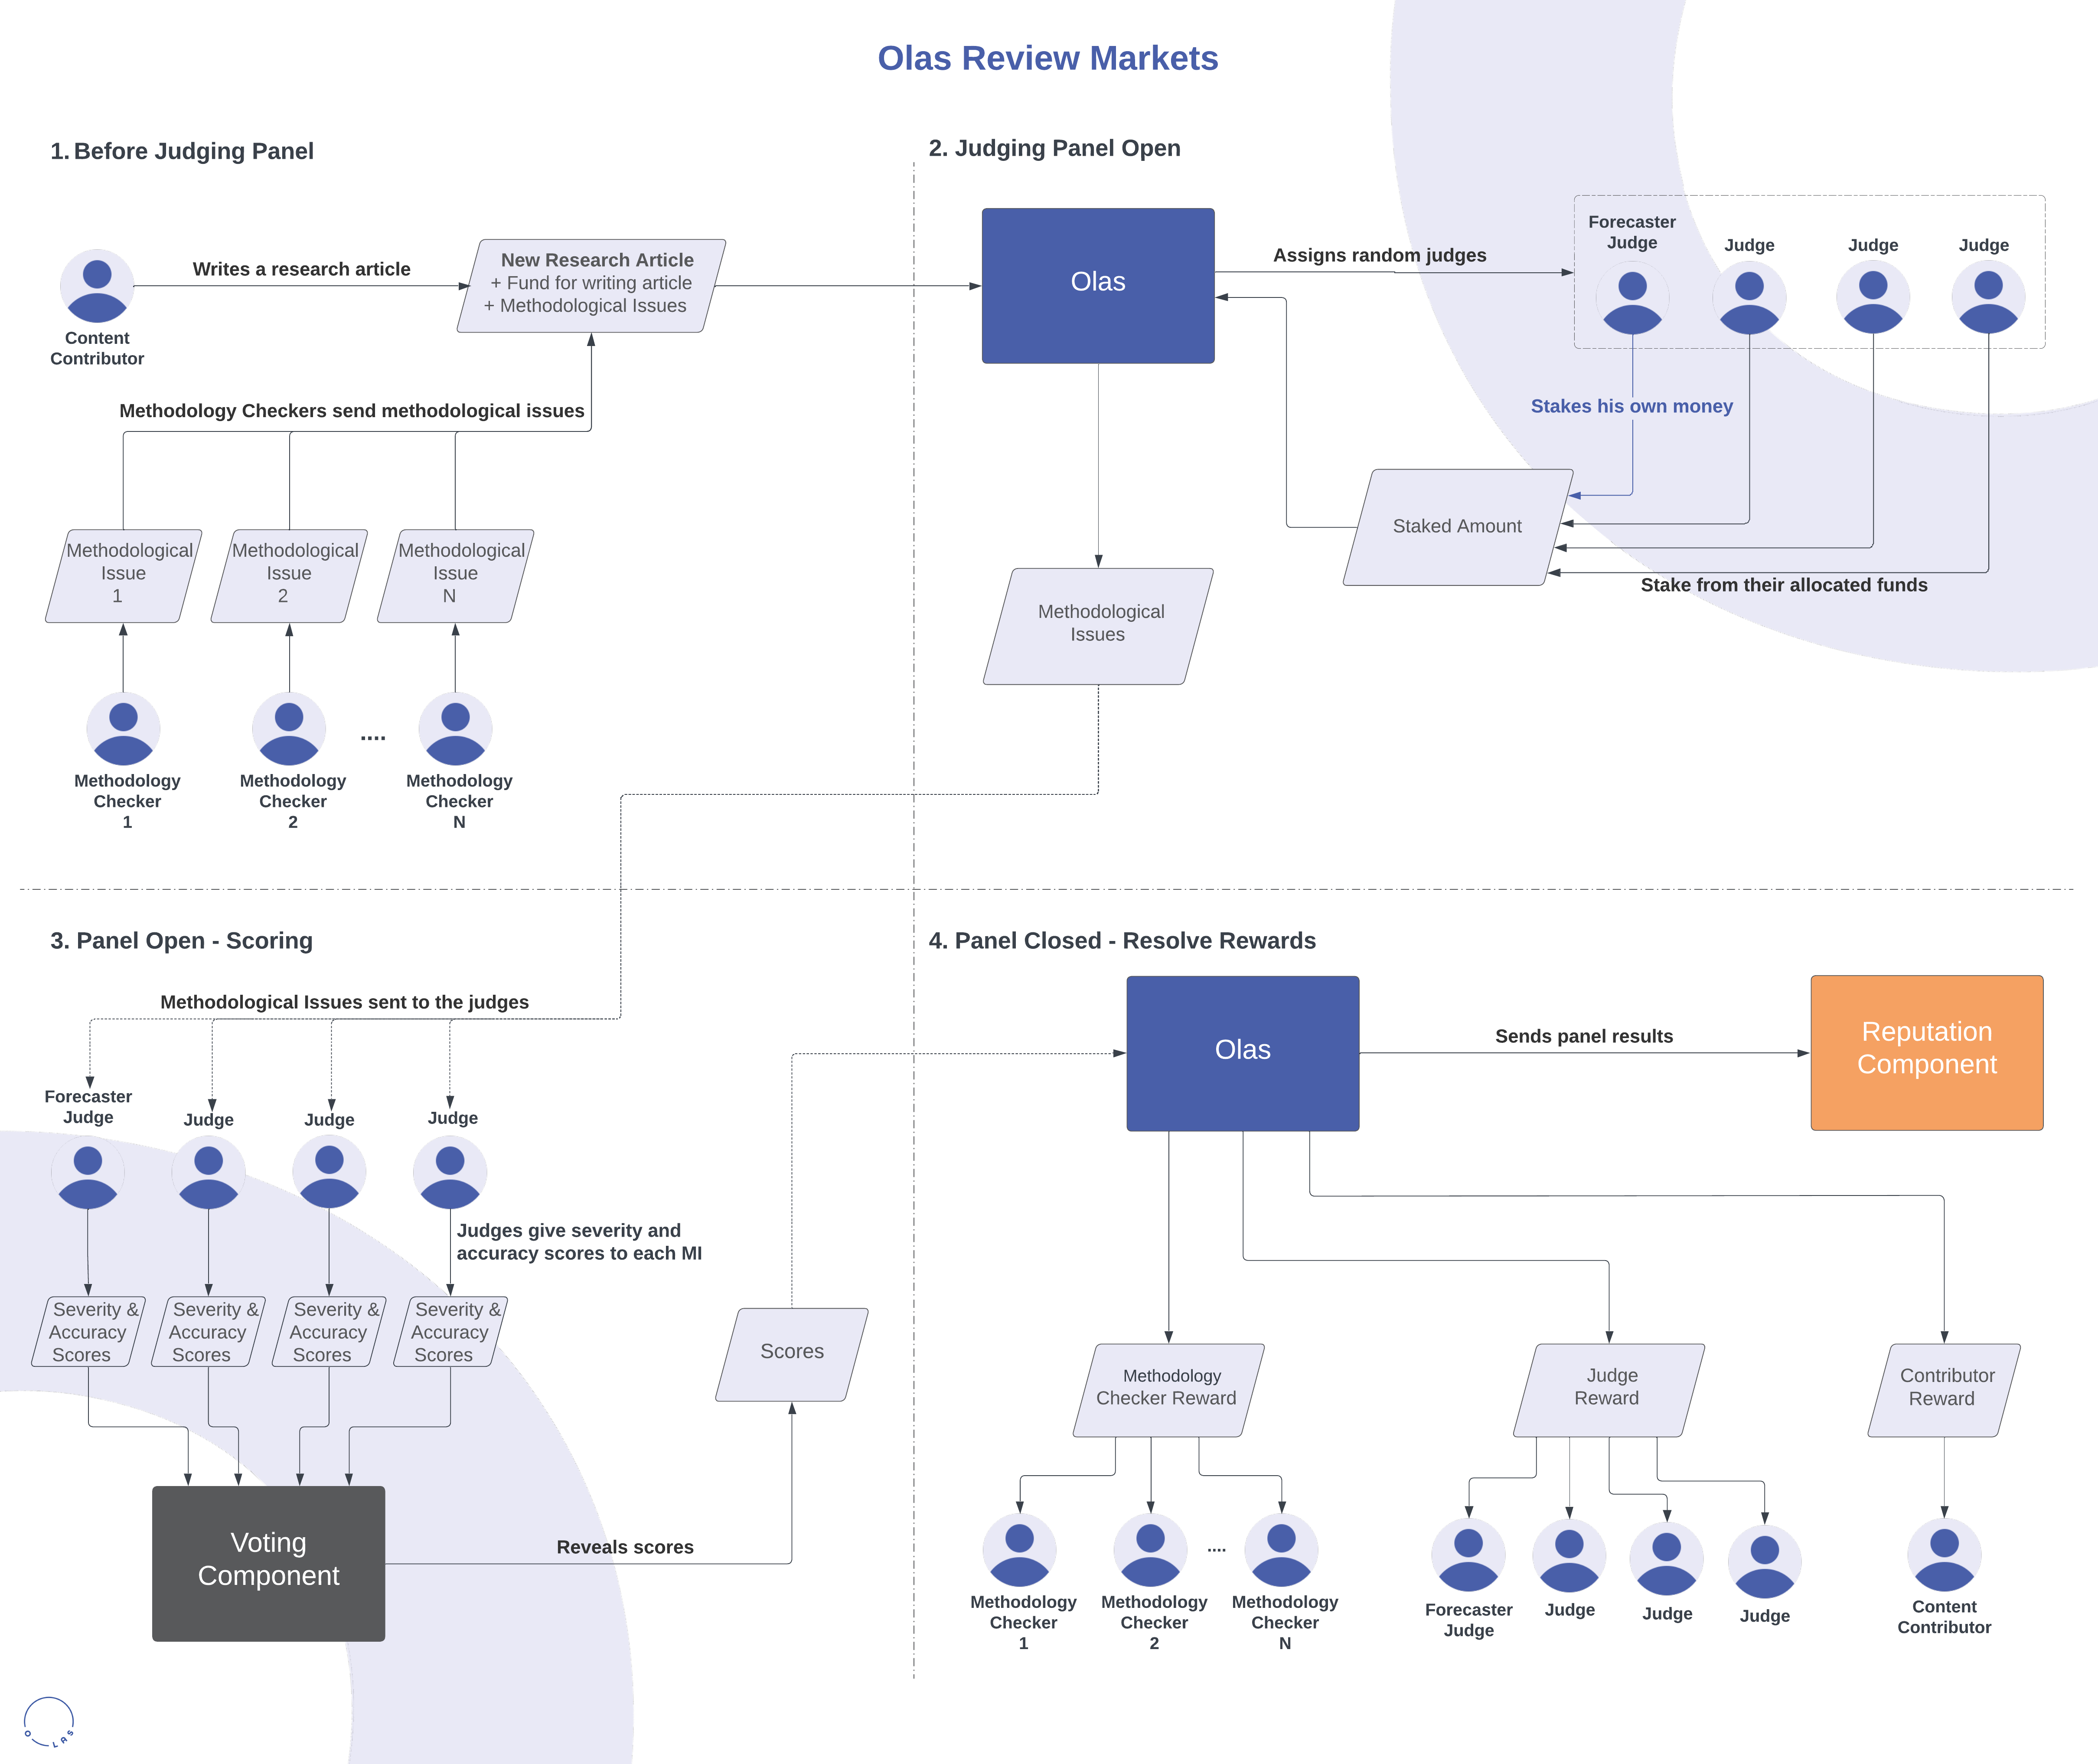 Olas Review Markets
1. Before Judging Panel
Writes a research article
New Research Article
+ Fund for writing article
+ Methodological Issues
Content
Contributor
Methodology Checkers send methodological issues
Methodological
Issue
1
Methodological
Issue
2
Methodological
Issue
N
....
Methodology
Checker
1
Methodology
Checker
2
Methodology
Checker
N
2. Judging Panel Open
Olas
Assigns random judges
Forecaster
Judge
Judge
Judge
Judge
Stakes his own money
Staked Amount
Stake from their allocated funds
Methodological
Issues
3. Panel Open - Scoring
Methodological Issues sent to the judges
Forecaster
Judge
Judge
Judge
Judge
Judges give severity and
accuracy scores to each MI
Severity &
Accuracy
Scores
Severity &
Accuracy
Scores
Severity &
Accuracy
Scores
Severity &
Accuracy
Scores
Scores
Voting
Component
Reveals scores
4. Panel Closed - Resolve Rewards
Olas
Sends panel results
Reputation
Component
Methodology
Checker Reward
Judge
Reward
Contributor
Reward
....
Methodology
Checker
1
Methodology
Checker
2
Methodology
Checker
N
Forecaster
Judge
Judge
Judge
Judge
Content
Contributor
O LAS